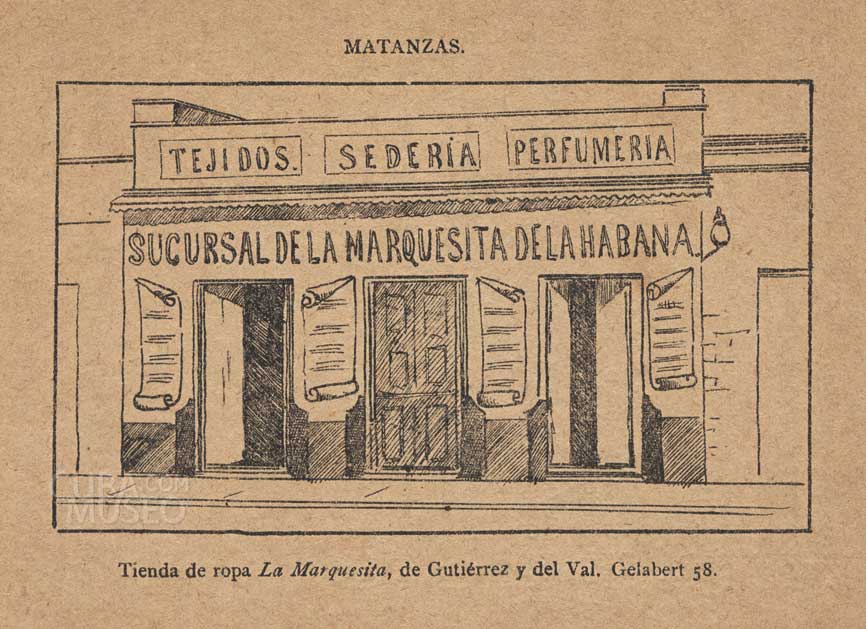 MATANZAS.
TEJIDOS. SEDERÍA PERFUMERIA
SUCURSAL DE LA MARQUESITA DE LA HABANA.
CUBA.COM
MUSEO
Tienda de ropa La Marquesita, de Gutiérrez y del Val. Gelabert 58.